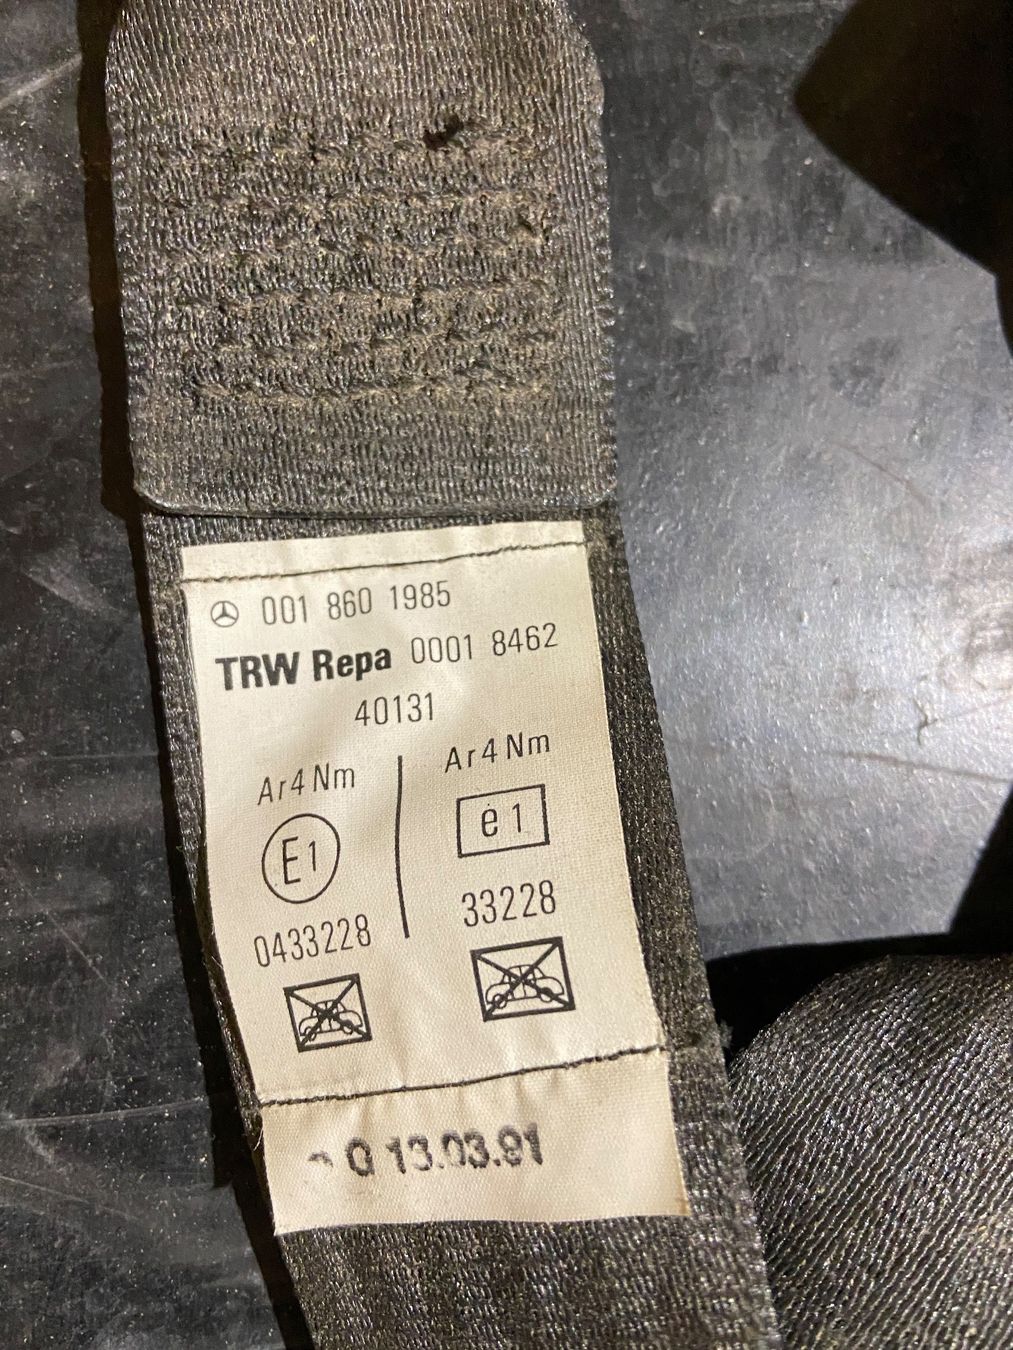 001 860 1985
TRW Repa 0001 8462
40131
Ar4Nm Ar4Nm
E1 e1
0433228 33228
G 13.03.91